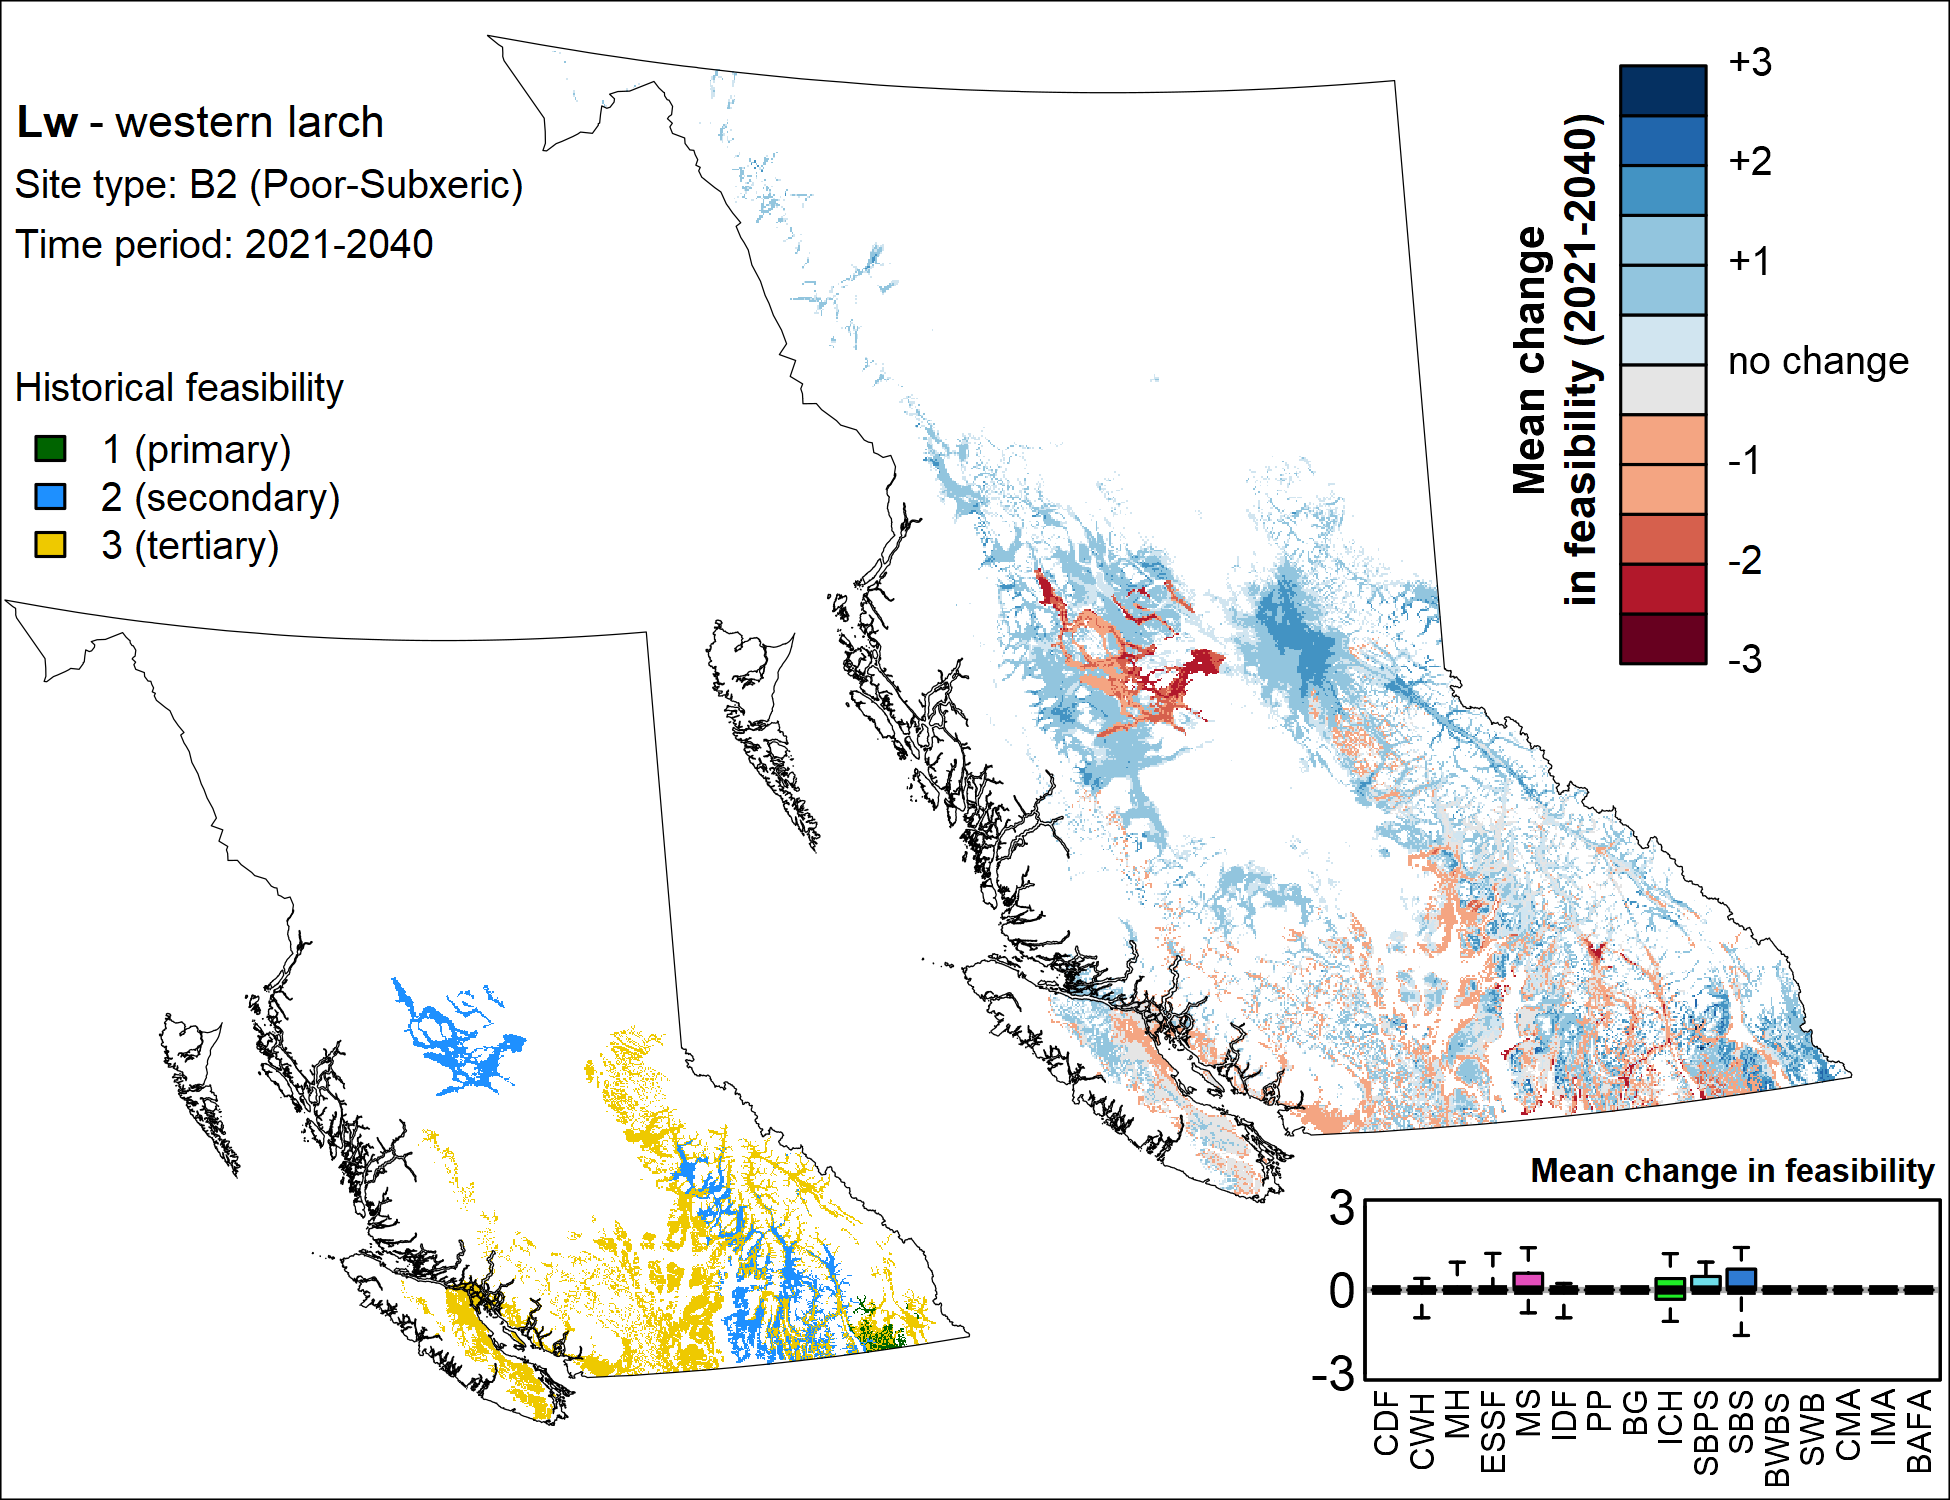 Lw - western larch
Site type: B2 (Poor-Subxeric)
Time period: 2021-2040
Historical feasibility
1 (primary)
2 (secondary)
3 (tertiary)
Mean change
in feasibility (2021-2040)
+3
+2
+1
no change
-1
-2
-3
Mean change in feasibility
3
0
-3
CDF
CWH
MH
ESSF
MS
IDF
PP
BG
ICH
SBPS
SBS
BWBS
SWB
CMA
IMA
BAFA